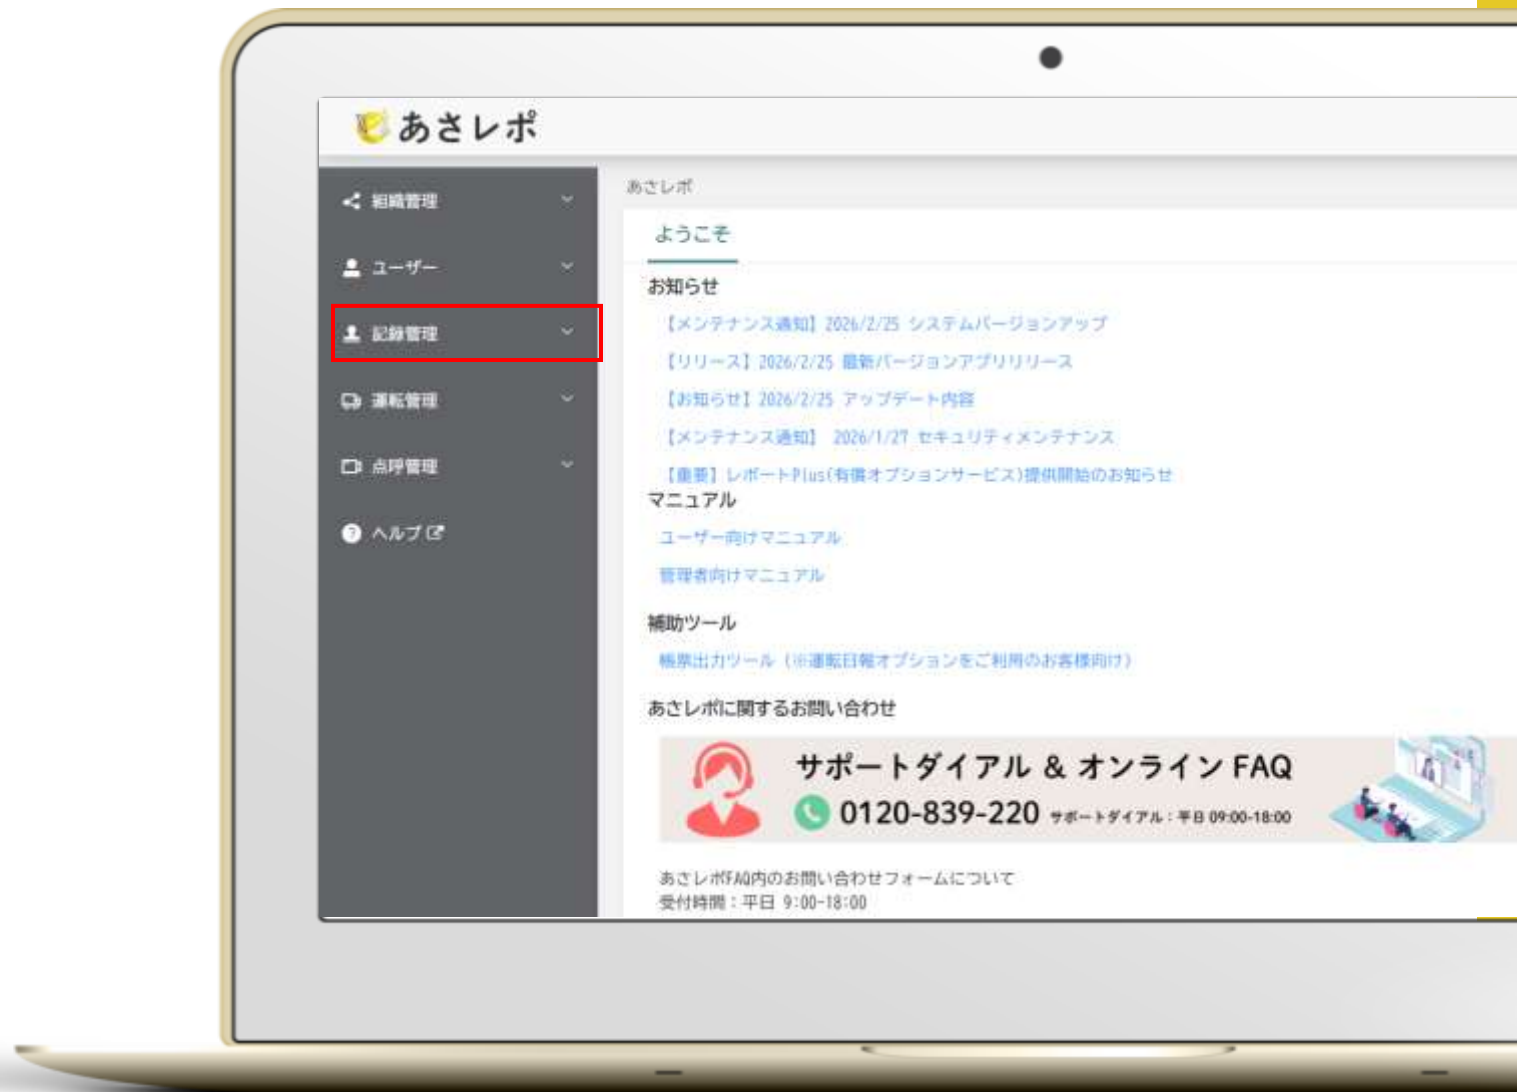 あさレポ
組織管理
ユーザー
記録管理
運転管理
点呼管理
ヘルプ
あさレポ
ようこそ
お知らせ
【メンテナンス通知】2026/2/25 システムバージョンアップ
【リリース】2026/2/25 最新バージョンアプリリリース
【お知らせ】2026/2/25 アップデート内容
【メンテナンス通知】 2026/1/27 セキュリティメンテナンス
【重要】レポートPlus(有償オプションサービス)提供開始のお知らせ
マニュアル
ユーザー向けマニュアル
管理者向けマニュアル
補助ツール
帳票出力ツール（※運転日報オプションをご利用のお客様向け）
あさレポに関するお問い合わせ
サポートダイアル & オンライン FAQ
0120-839-220 サポートダイアル：平日 09:00-18:00
あさレポFAQ内のお問い合わせフォームについて
受付時間：平日 9:00-18:00